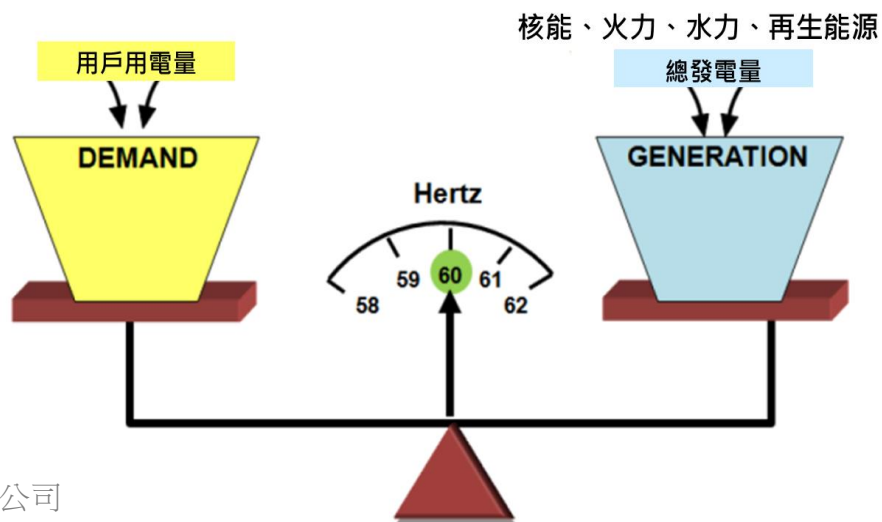 核能、火力、水力、再生能源
用戶用電量
總發電量
DEMAND
GENERATION
Hertz
58
59
60
61
62
公司